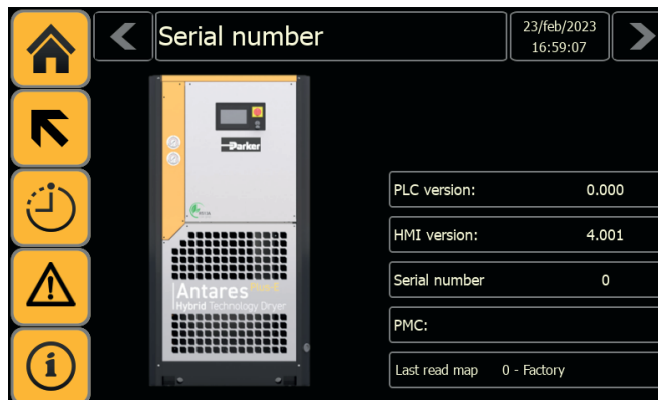 Serial number
23/feb/2023
16:59:07
Parker
PLC version: 0.000
HMI version: 4.001
Serial number 0
Antares Plus-E
Hybrid Technology Dryer
PMC:
Last read map 0 - Factory